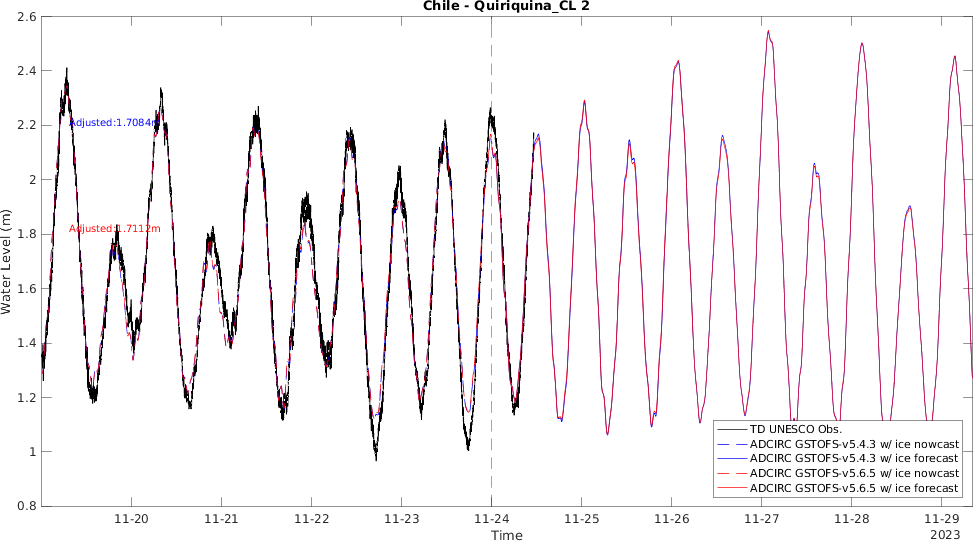 Chile - Quiriquina_CL 2
Water Level (m)
2.6
2.4
2.2
2
1.8
1.6
1.4
1.2
1
0.8
Adjusted:1.7084m
Adjusted:1.7112m
TD UNESCO Obs.
ADCIRC GSTOFS-v5.4.3 w/ ice nowcast
ADCIRC GSTOFS-v5.4.3 w/ ice forecast
ADCIRC GSTOFS-v5.6.5 w/ ice nowcast
ADCIRC GSTOFS-v5.6.5 w/ ice forecast
11-20 11-21 11-22 11-23 11-24 11-25 11-26 11-27 11-28 11-29
2023
Time